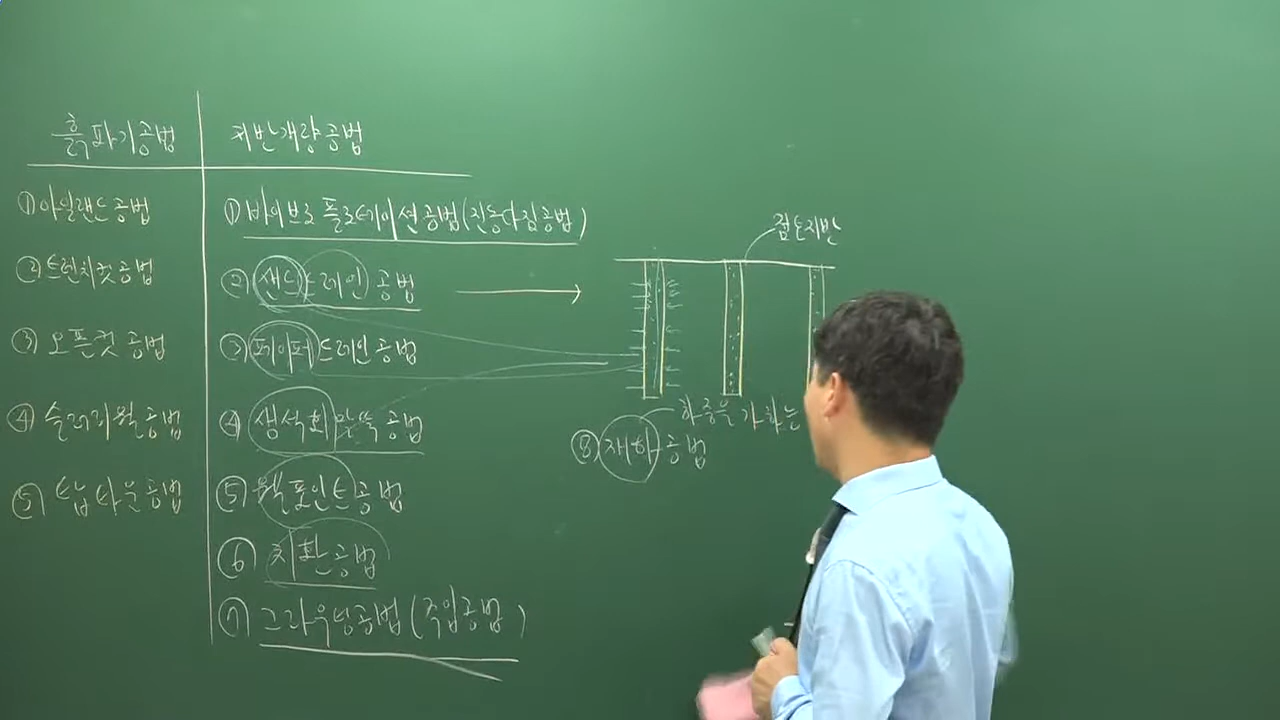 흙파기공법
지반개량공법
①아일랜드공법
②트렌치컷공법
③오픈컷공법
④슬러리월공법
⑤톱다운공법
①바이브로 플로테이션공법(진동다짐공법)
②샌드드레인 공법
③페이퍼드레인공법
④생석회말뚝공법
⑤웰포인트공법
⑥치환공법
⑦그라우팅공법(주입공법)
점토지반
하중을 가하는
⑧재하공법